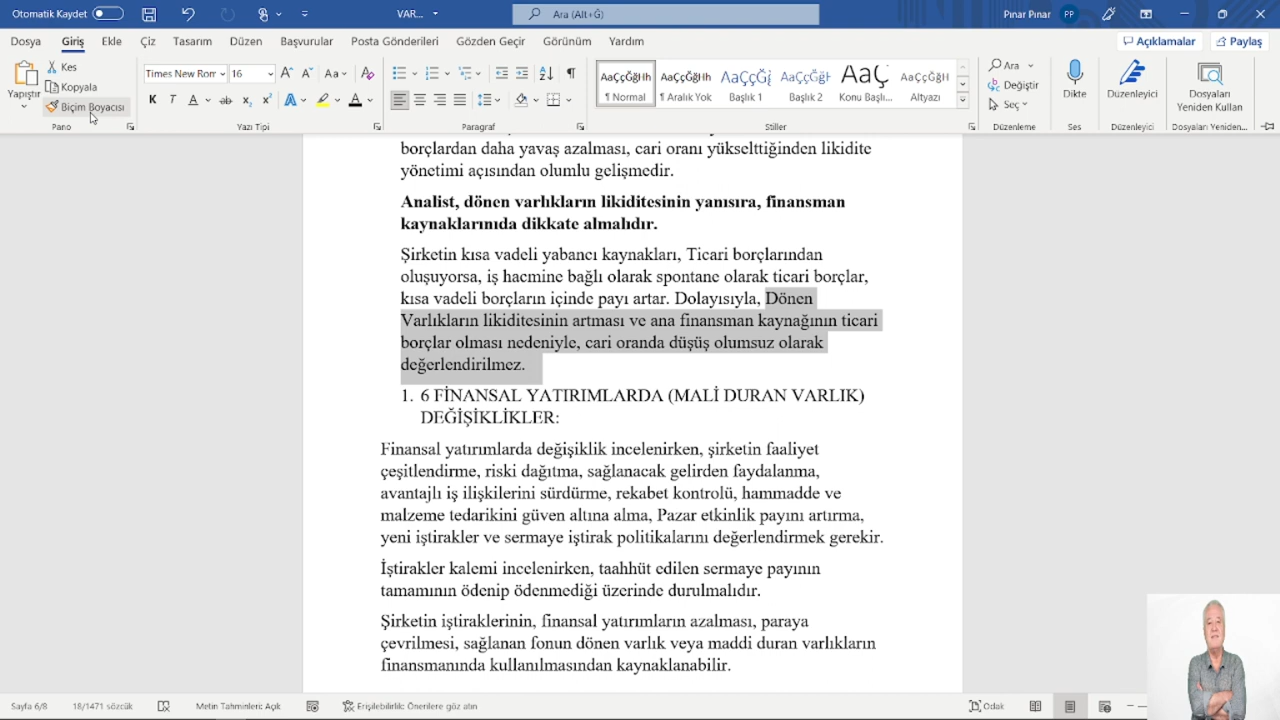 Otomatik Kaydet
VAR...
Ara (Alt+G)
Pınar Pınar
PP
Dosya Giriş Ekle Çiz Tasarım Düzen Başvurular Posta Gönderileri Gözden Geçir Görünüm Yardım
Açıklamalar
Paylaş
Yapıştır
Kes
Kopyala
Biçim Boyacısı
Pano
Times New Rom
16
K T A ab x x
Yazı Tipi
Paragraf
AaÇçĞğHh AaÇçĞğHh AaÇçĞğ AaÇçĞğH AaÇ AaÇçĞğH
¶ Normal ¶ Aralık Yok Başlık 1 Başlık 2 Konu Başlı... Altyazı
Stiller
Ara
Değiştir
Seç
Düzenleme
Dikte
Ses
Düzenleyici
Düzenleyici
Dosyaları
Yeniden Kullan
Dosyaları Yeniden...
borçlardan daha yavaş azalması, cari oranı yükselttiğinden likidite
yönetimi açısından olumlu gelişmedir.
Analist, dönen varlıkların likiditesinin yanısıra, finansman
kaynaklarınıda dikkate almalıdır.
Şirketin kısa vadeli yabancı kaynakları, Ticari borçlarından
oluşuyorsa, iş hacmine bağlı olarak spontane olarak ticari borçlar,
kısa vadeli borçların içinde payı artar. Dolayısıyla, Dönen
Varlıkların likiditesinin artması ve ana finansman kaynağının ticari
borçlar olması nedeniyle, cari oranda düşüş olumsuz olarak
değerlendirilmez.
1. 6 FİNANSAL YATIRIMLARDA (MALİ DURAN VARLIK)
DEĞİŞİKLİKLER:
Finansal yatırımlarda değişiklik incelenirken, şirketin faaliyet
çeşitlendirme, riski dağıtma, sağlanacak gelirden faydalanma,
avantajlı iş ilişkilerini sürdürme, rekabet kontrolü, hammadde ve
malzeme tedarikini güven altına alma, Pazar etkinlik payını artırma,
yeni iştirakler ve sermaye iştirak politikalarını değerlendirmek gerekir.
İştirakler kalemi incelenirken, taahhüt edilen sermaye payının
tamamının ödenip ödenmediği üzerinde durulmalıdır.
Şirketin iştiraklerinin, finansal yatırımların azalması, paraya
çevrilmesi, sağlanan fonun dönen varlık veya maddi duran varlıkların
finansmanında kullanılmasından kaynaklanabilir.
Sayfa 6/8
18/1471 sözcük
Metin Tahminleri: Açık
Erişilebilirlik: Önerilere göz atın
Odak